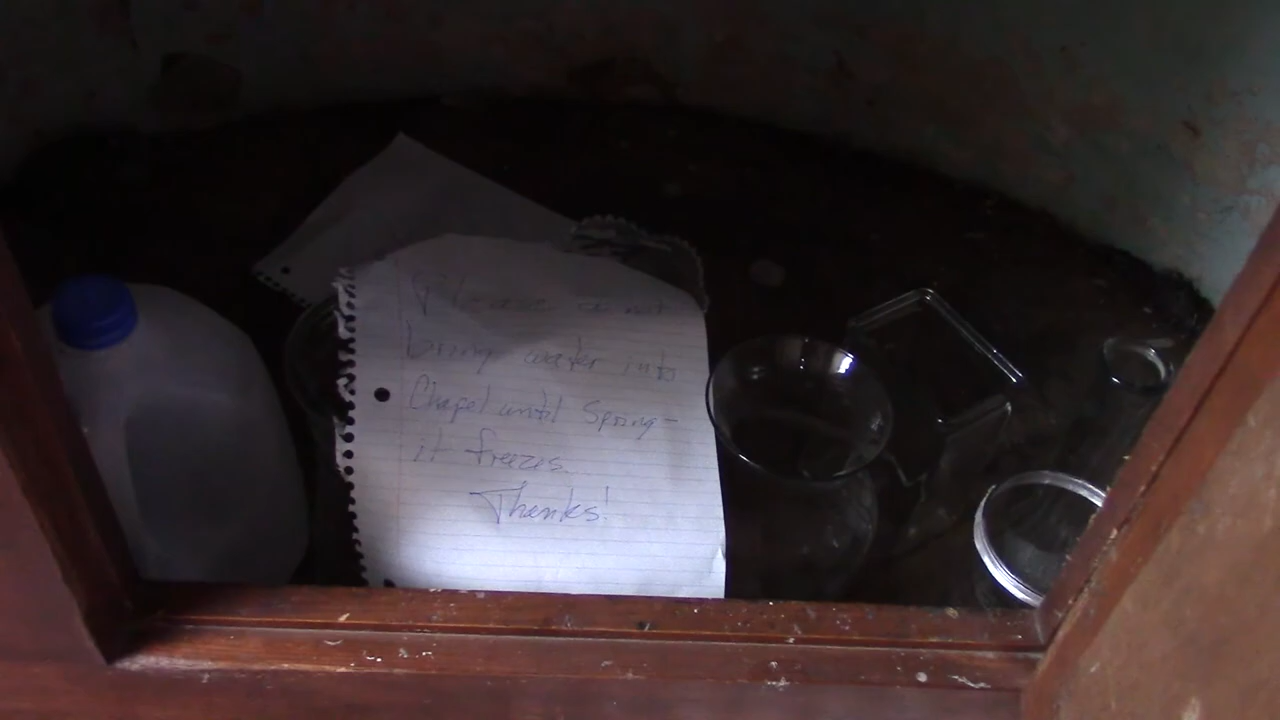 Please do not
bring water into
Chapel until Spring-
it freezes.
Thanks!